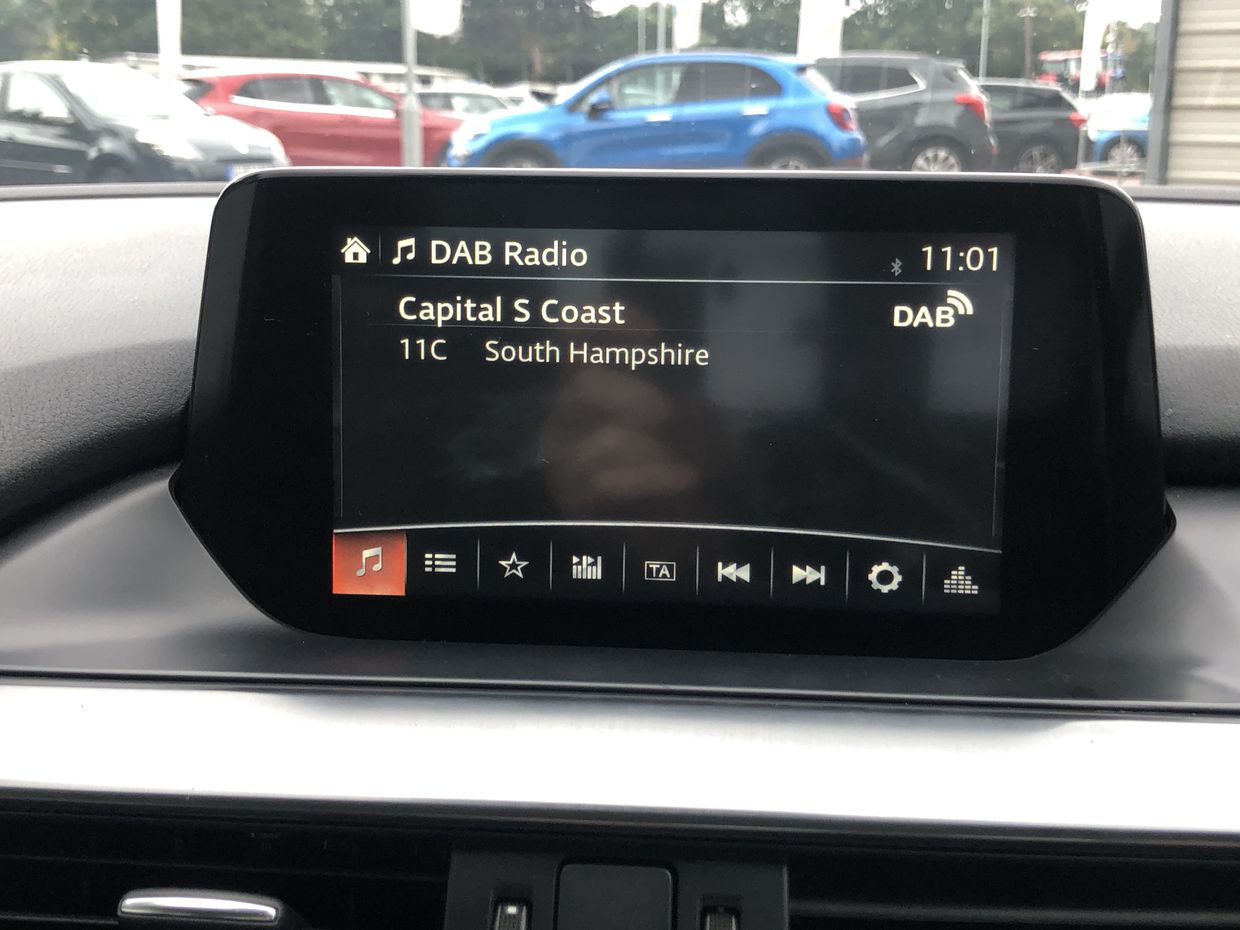 DAB Radio 11:01
Capital S Coast DAB
11C South Hampshire
TA